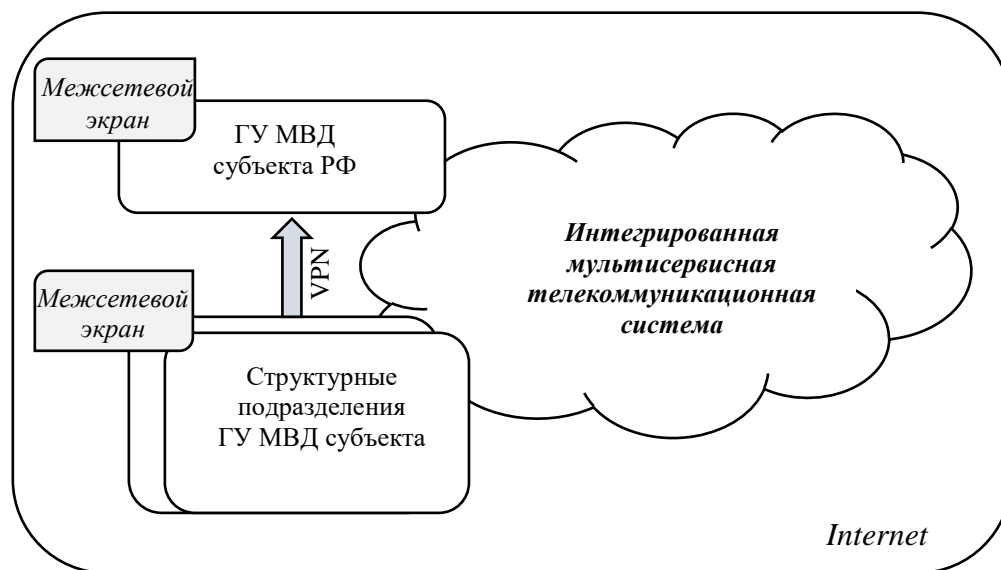 Межсетевой
экран
ГУ МВД
субъекта РФ
VPN
Межсетевой
экран
Структурные
подразделения
ГУ МВД субъекта
Интегрированная
мультисервисная
телекоммуникационная
система
Internet